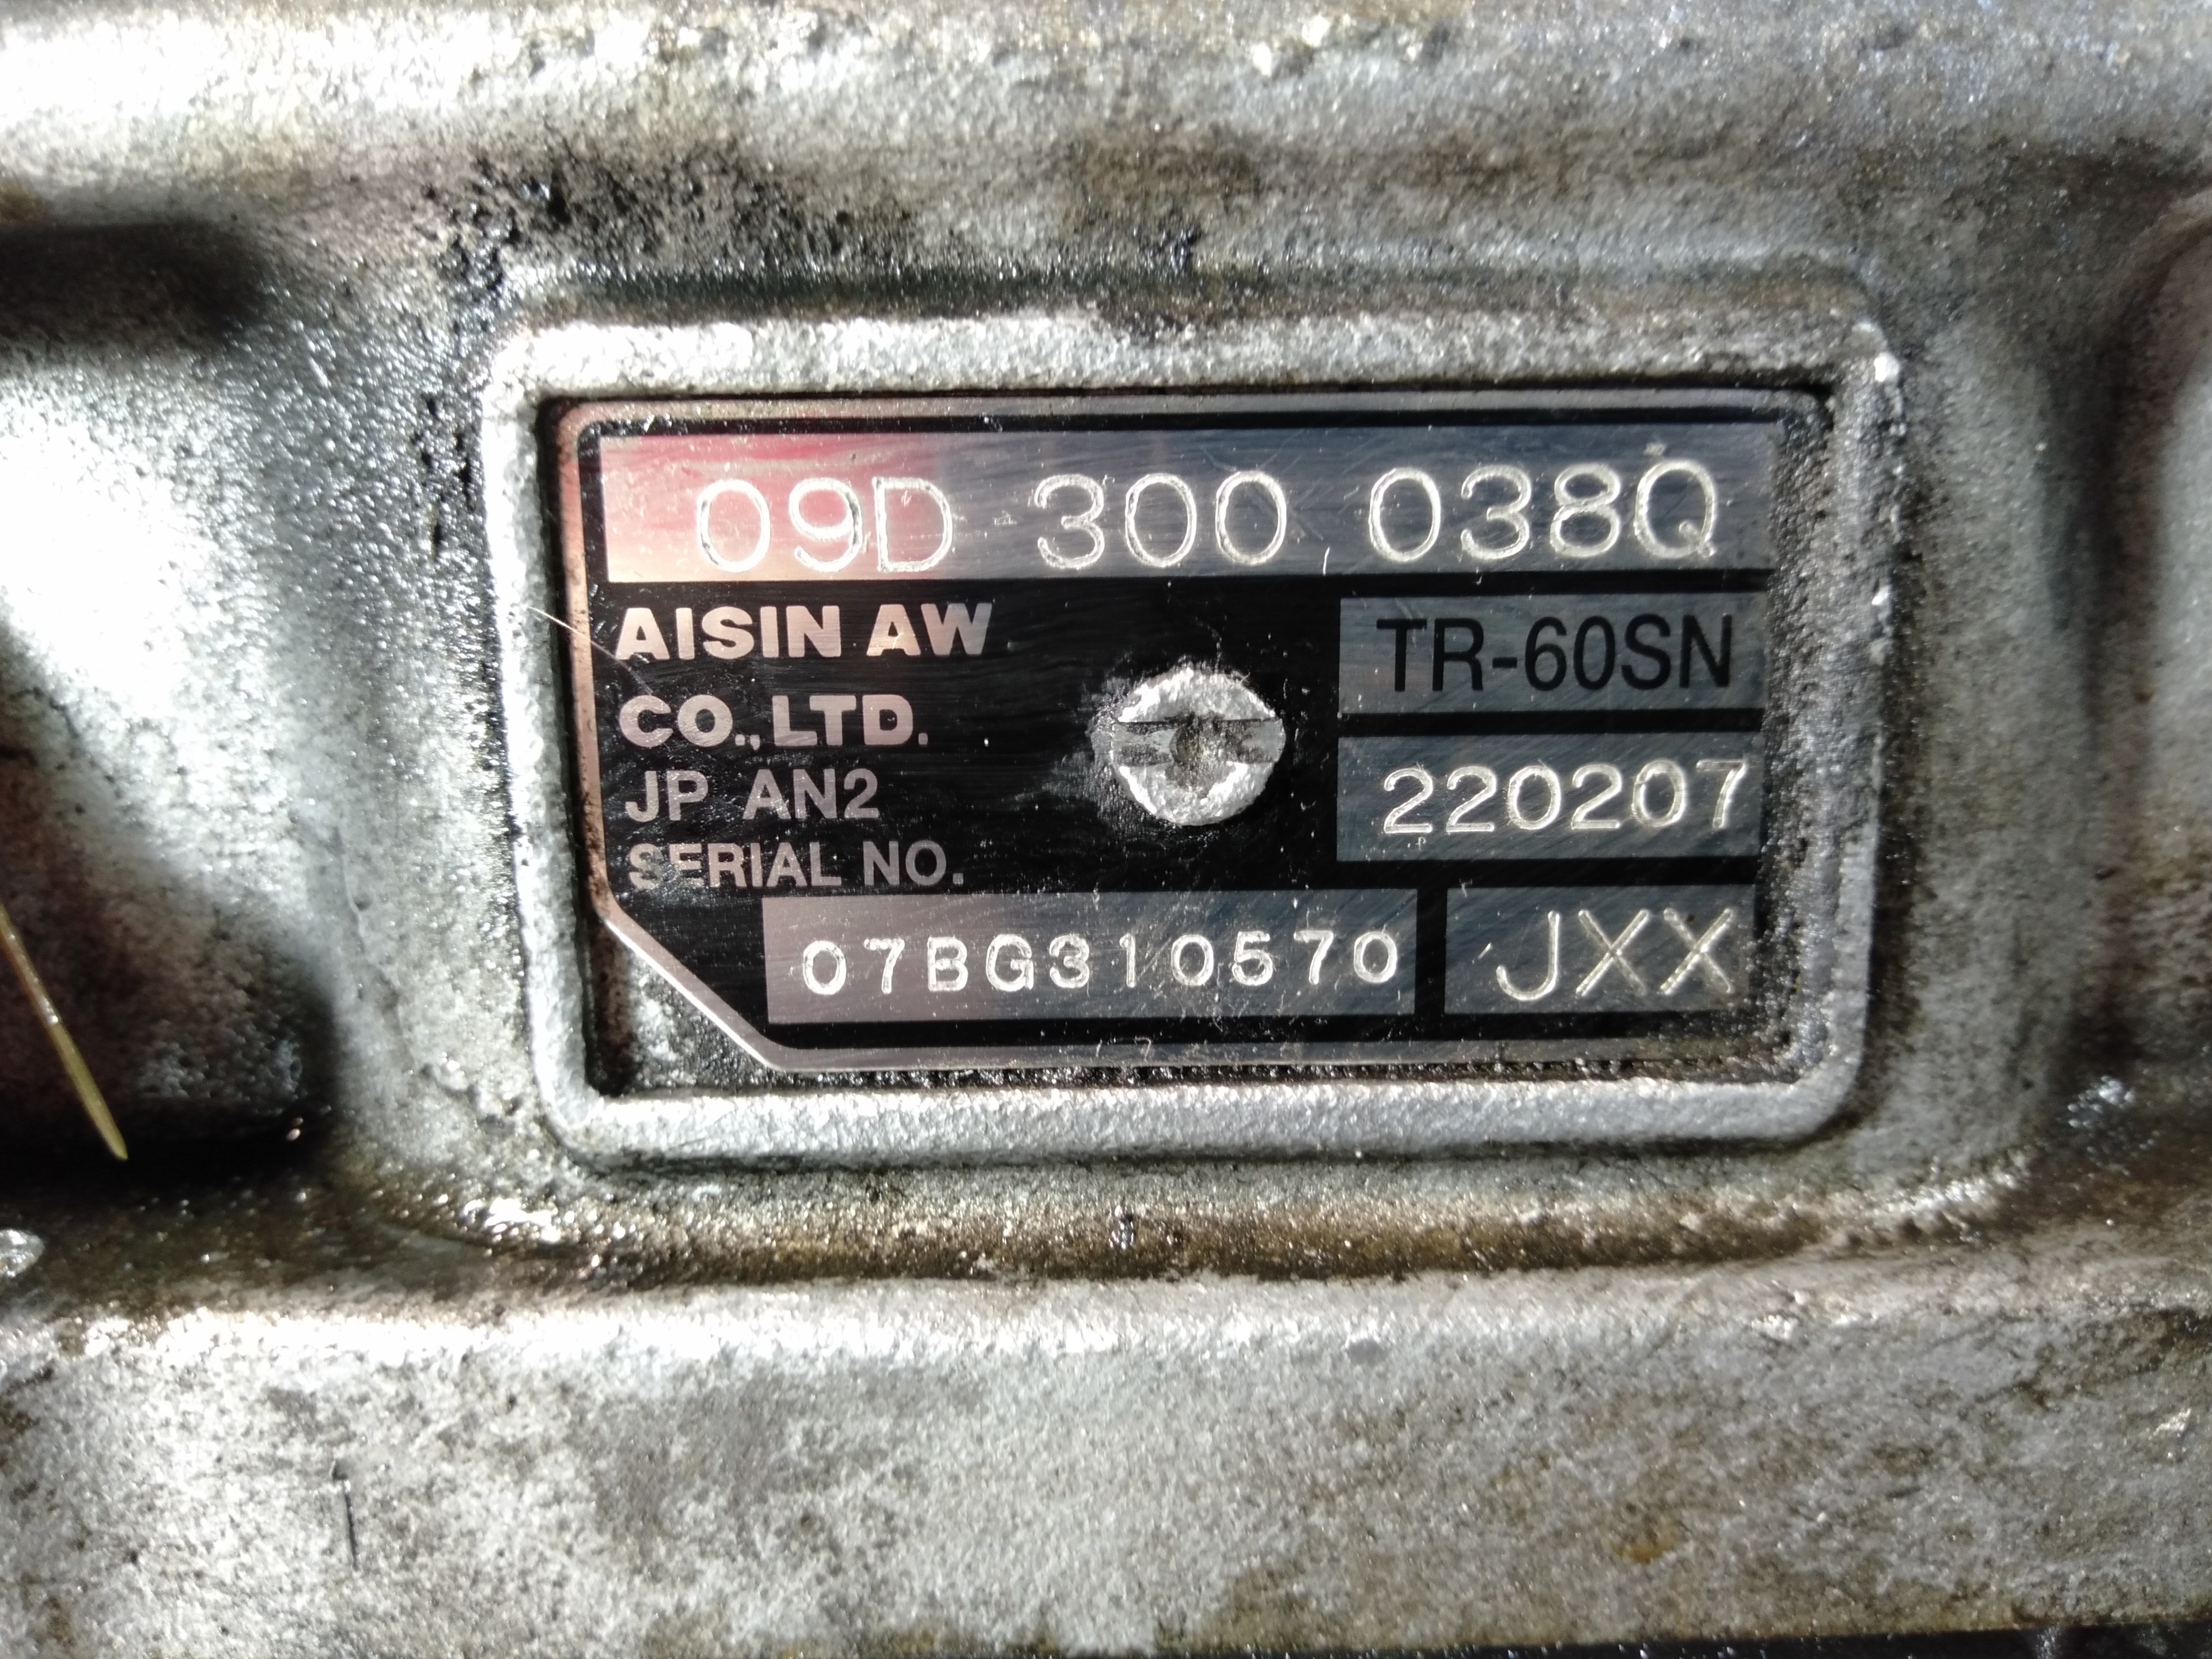 09D 300 038Q
AISIN AW
CO.,LTD.
TR-60SN
JP AN2
220207
SERIAL NO.
07BG310570
JXX